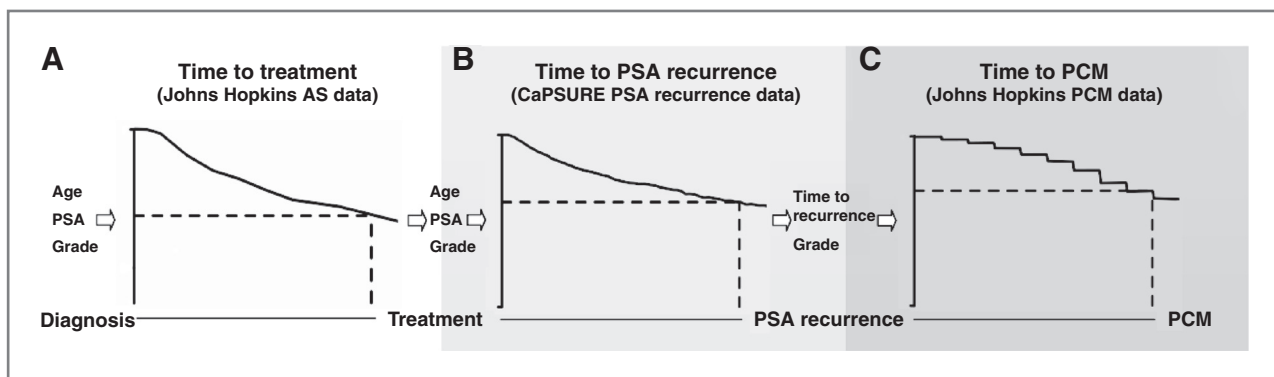 A
Time to treatment
(Johns Hopkins AS data)
Age
PSA
Grade
B
Time to PSA recurrence
(CaPSURE PSA recurrence data)
Age
PSA
Grade
C
Time to PCM
(Johns Hopkins PCM data)
Time to
recurrence
Grade
Diagnosis
Treatment
PSA recurrence
PCM